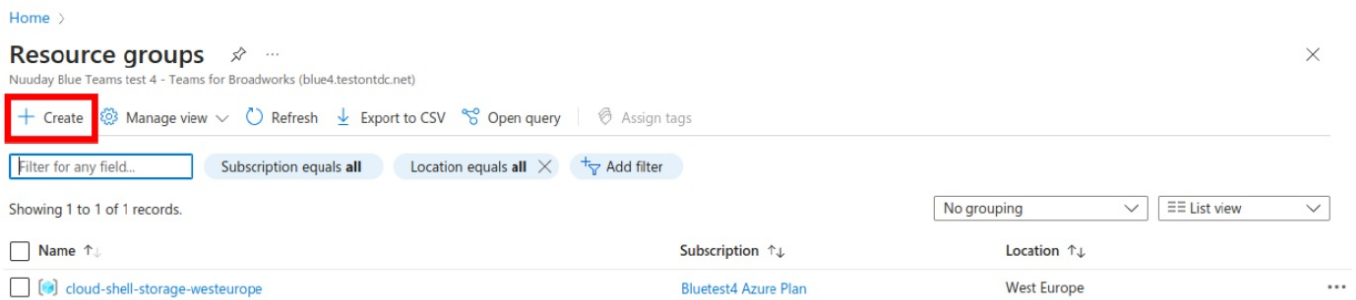 Home >
Resource groups ...
Nuuday Blue Teams test 4 - Teams for Broadworks (blue4.testontdc.net)
+ Create Manage view Refresh Export to CSV Open query Assign tags
Filter for any field... Subscription equals all Location equals all Add filter
Showing 1 to 1 of 1 records. No grouping List view
Name ↑↓ Subscription ↑↓ Location ↑↓
cloud-shell-storage-westeurope Bluetest4 Azure Plan West Europe ...